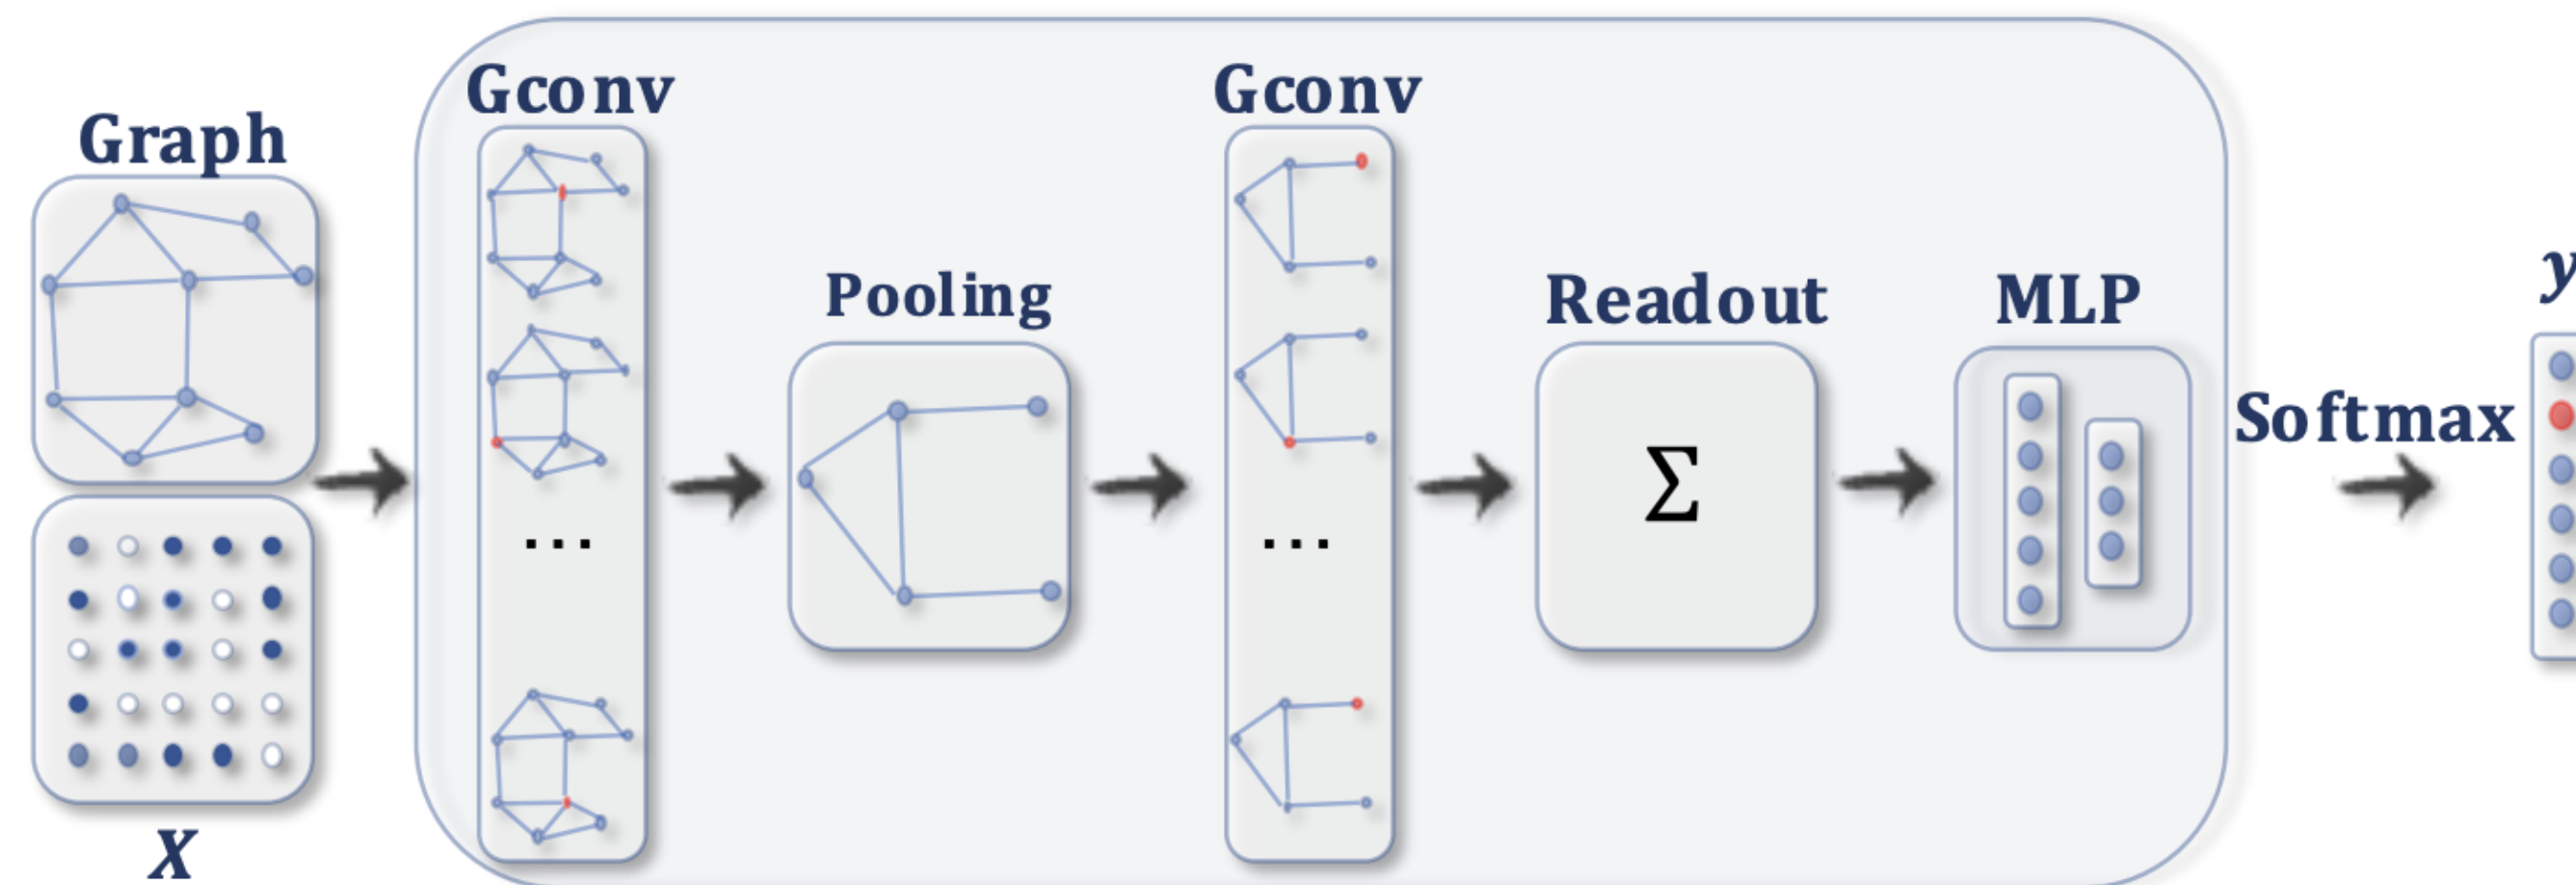 Graph
X
Gconv
...
Pooling
Gconv
...
Readout
Σ
MLP
Softmax
y